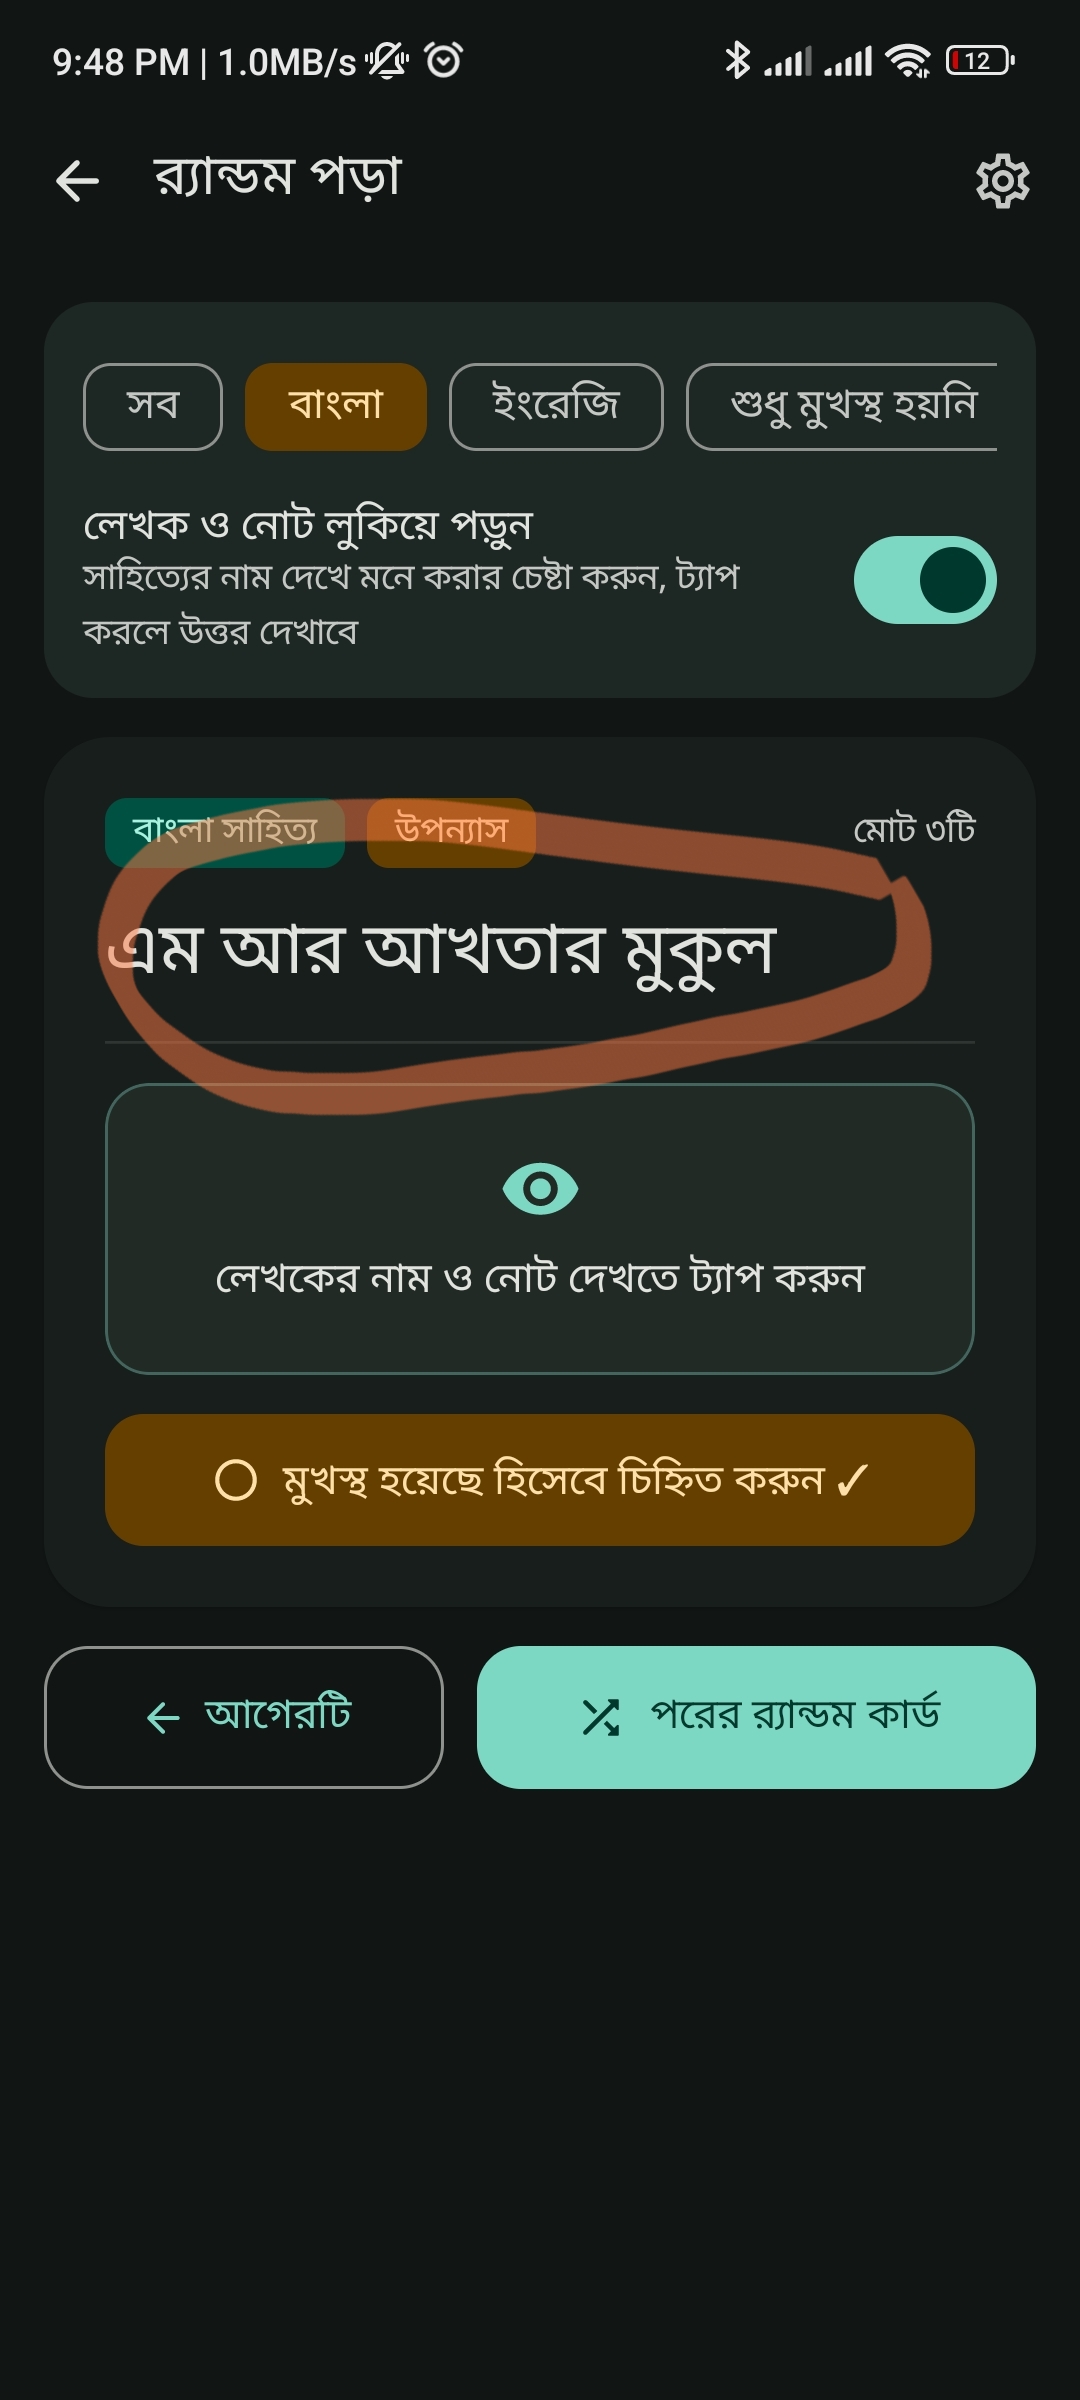 9:48 PM | 1.0MB/s
12
র‍্যান্ডম পড়া
সব বাংলা ইংরেজি শুধু মুখস্থ হয়নি
লেখক ও নোট লুকিয়ে পড়ুন
সাহিত্যের নাম দেখে মনে করার চেষ্টা করুন, ট্যাপ
করলে উত্তর দেখাবে
বাংলা সাহিত্য উপন্যাস মোট ৩টি
এম আর আখতার মুকুল
লেখকের নাম ও নোট দেখতে ট্যাপ করুন
মুখস্থ হয়েছে হিসেবে চিহ্নিত করুন ✓
আগেরটি পরের র‍্যান্ডম কার্ড